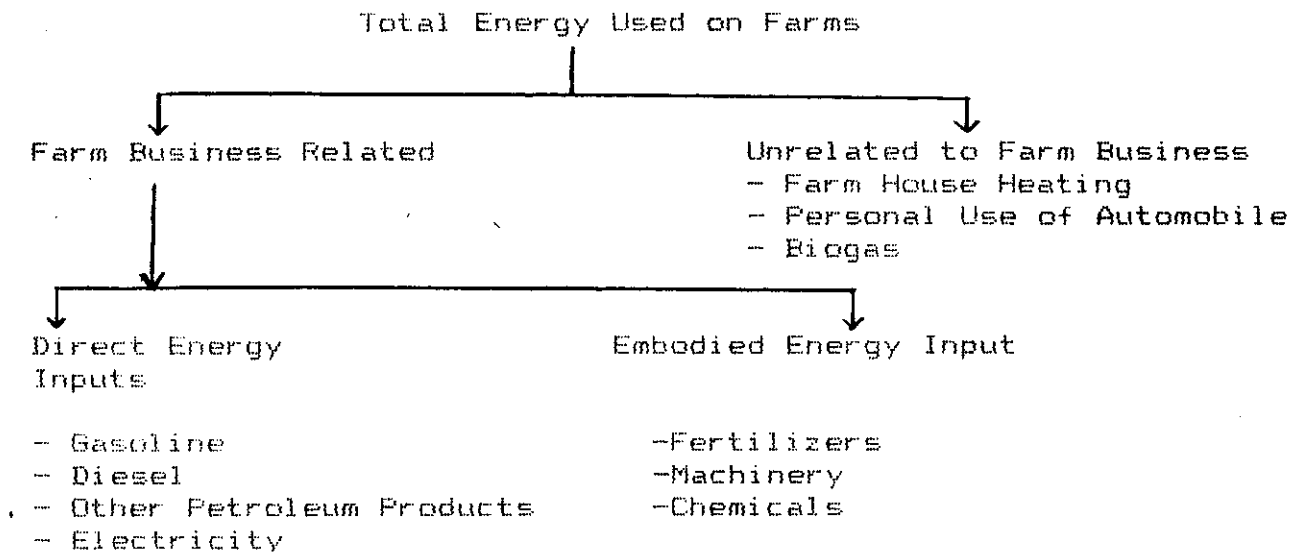 Total Energy Used on Farms
Farm Business Related
Unrelated to Farm Business
- Farm House Heating
- Personal Use of Automobile
- Biogas
Direct Energy
Inputs
- Gasoline
- Diesel
- Other Petroleum Products
- Electricity
Embodied Energy Input
-Fertilizers
-Machinery
-Chemicals